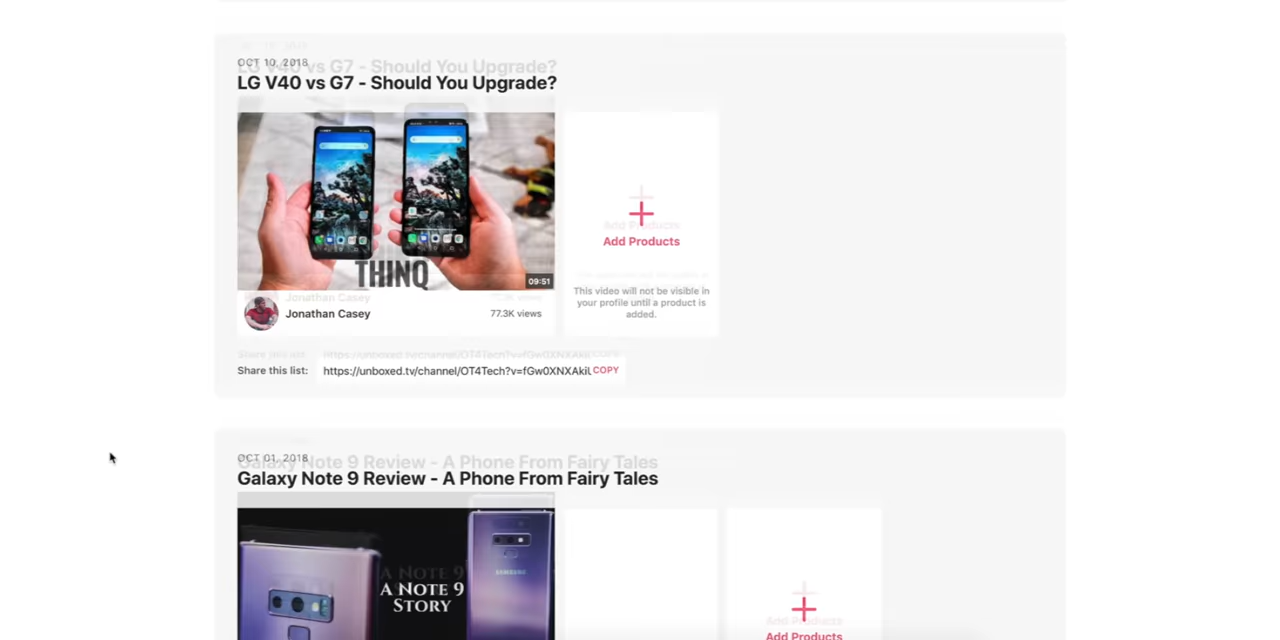 OCT 10, 2018
LG V40 vs G7 - Should You Upgrade?
THINQ
09:51
Add Products
This video will not be visible in
your profile until a product is
added.
Jonathan Casey
77.3K views
Share this list:
https://unboxed.tv/channel/OT4Tech?v=fGw0XNXAkiU
COPY
OCT 01, 2018
Galaxy Note 9 Review - A Phone From Fairy Tales
A NOTE 9
STORY
SAMSUNG
Add Products